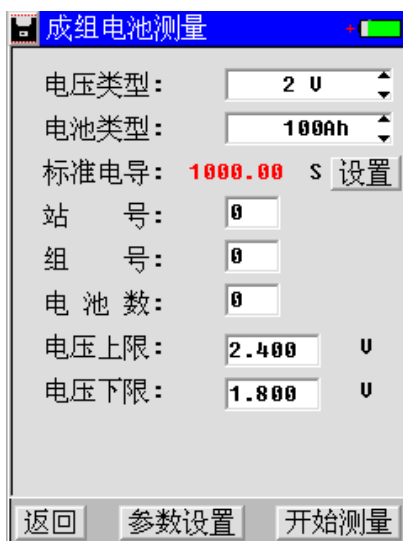 成组电池测量
电压类型: 2 V
电池类型: 100Ah
标准电导: 1000.00 S 设置
站 号: 0
组 号: 0
电 池 数: 0
电压上限: 2.400 V
电压下限: 1.800 V
返回 参数设置 开始测量